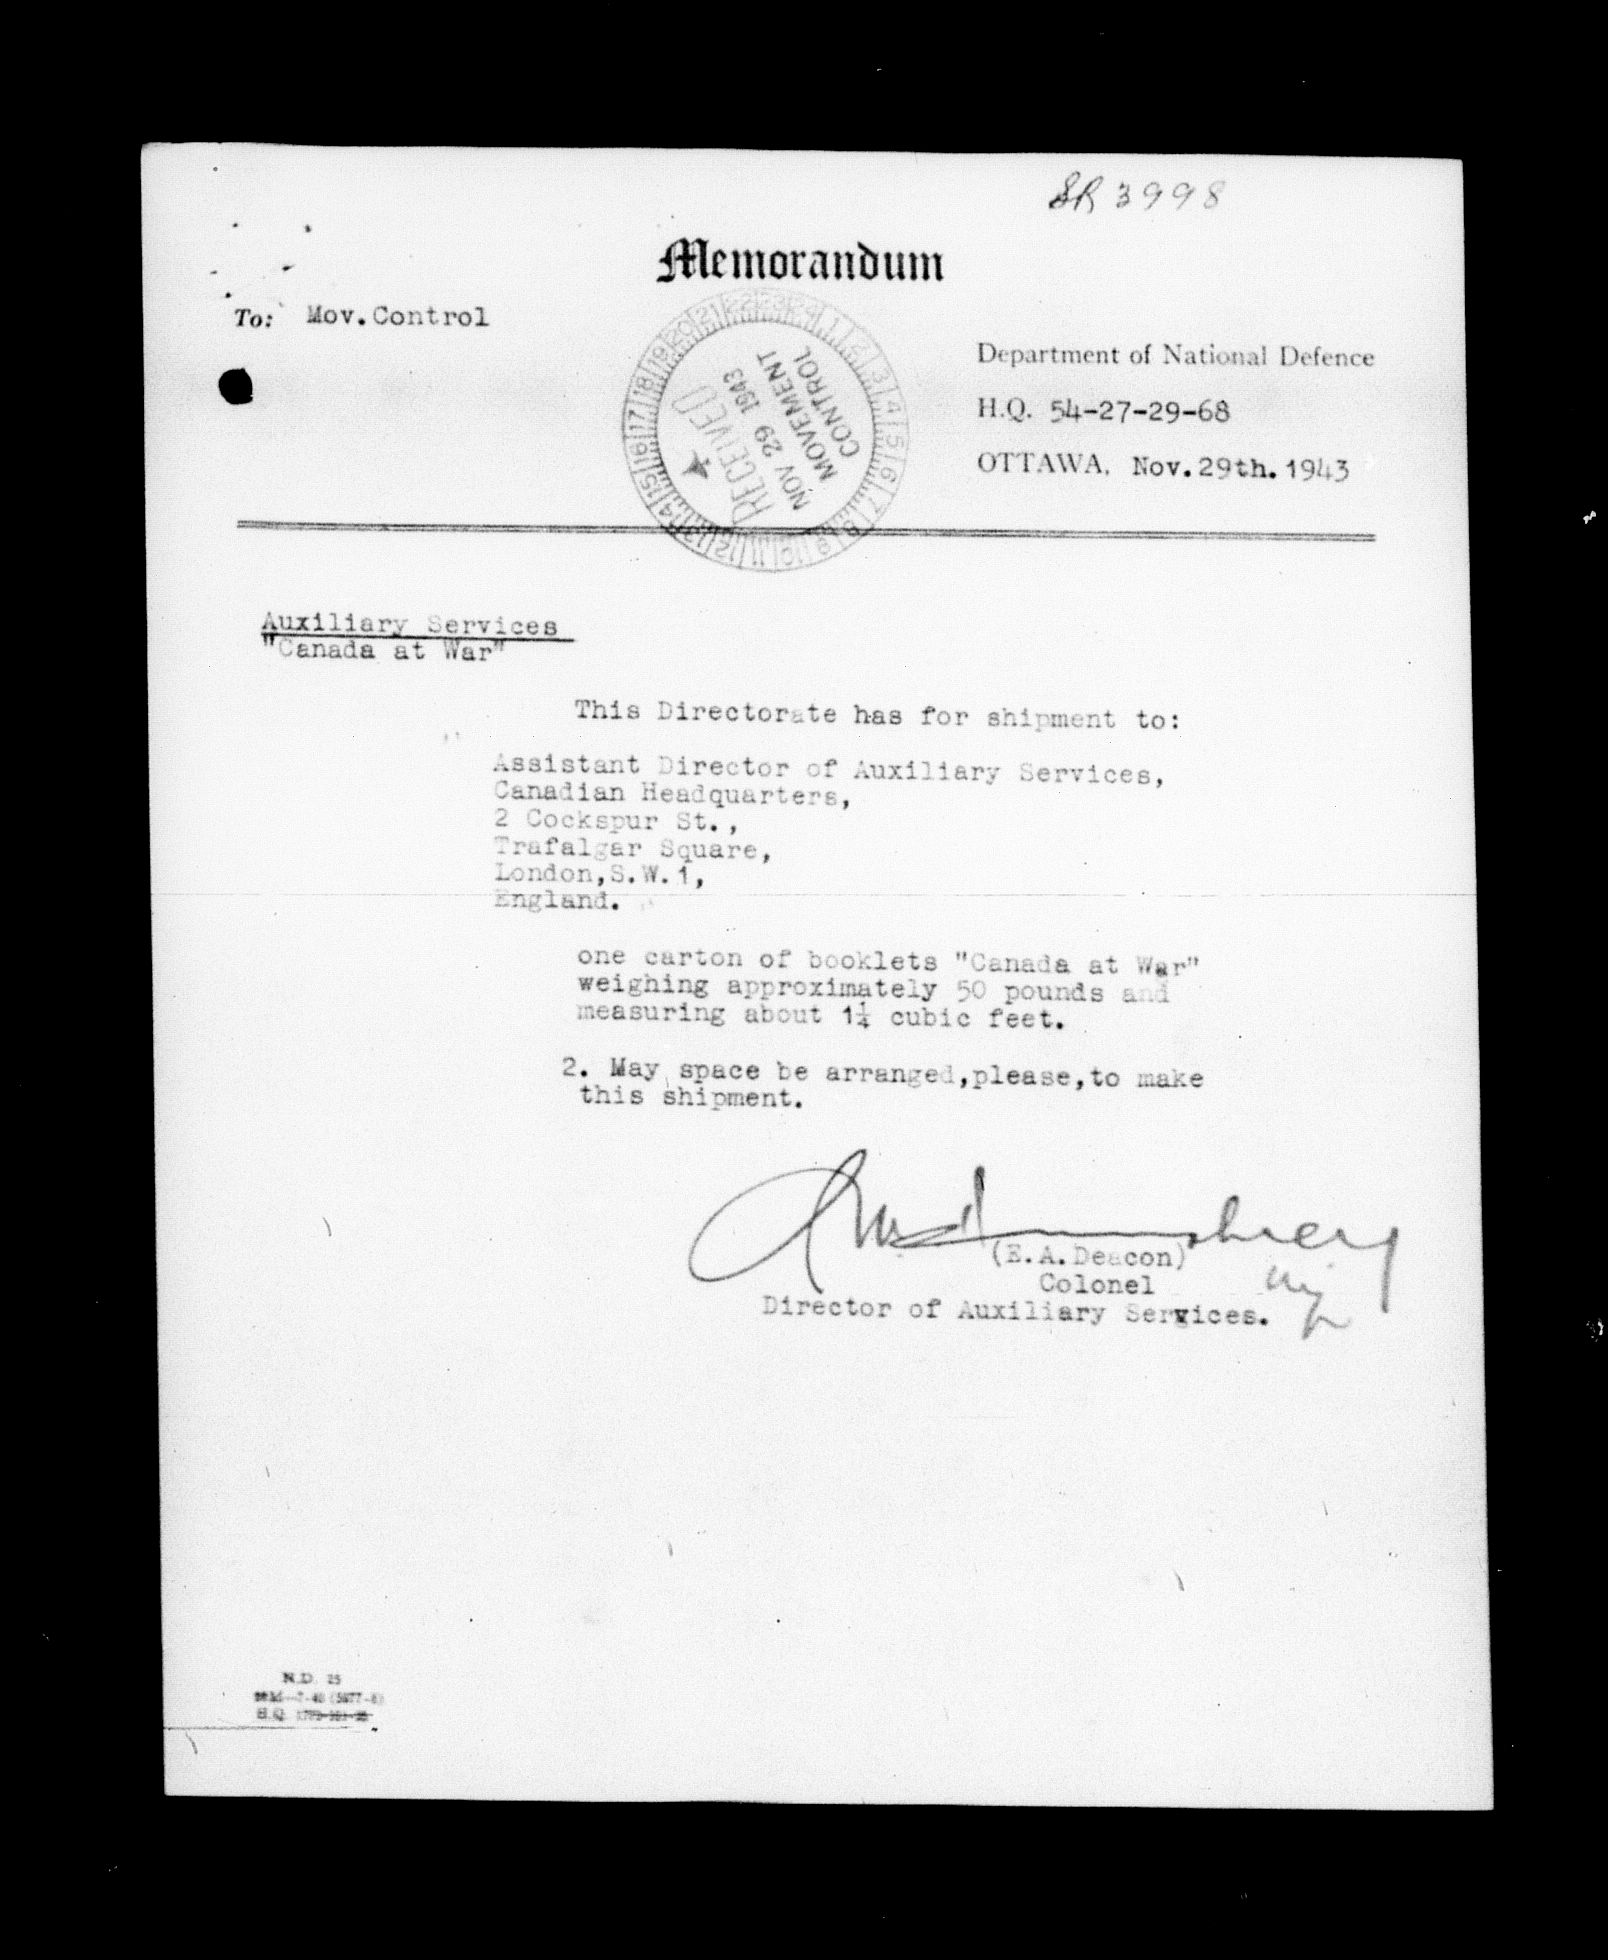 SR 3998
Memorandum
To: Mov.Control
RECEIVED
NOV 29 1943
MOVEMENT
CONTROL
Department of National Defence
H.Q. 54-27-29-68
OTTAWA, Nov.29th.1943
Auxiliary Services
"Canada at War"
This Directorate has for shipment to:
Assistant Director of Auxiliary Services,
Canadian Headquarters,
2 Cockspur St.,
Trafalgar Square,
London,S.W.1,
England.
one carton of booklets "Canada at War"
weighing approximately 50 pounds and
measuring about 1¼ cubic feet.
2. May space be arranged,please,to make
this shipment.
(E.A.Deacon)
Colonel
Director of Auxiliary Services.
N.D. 25
H.Q.